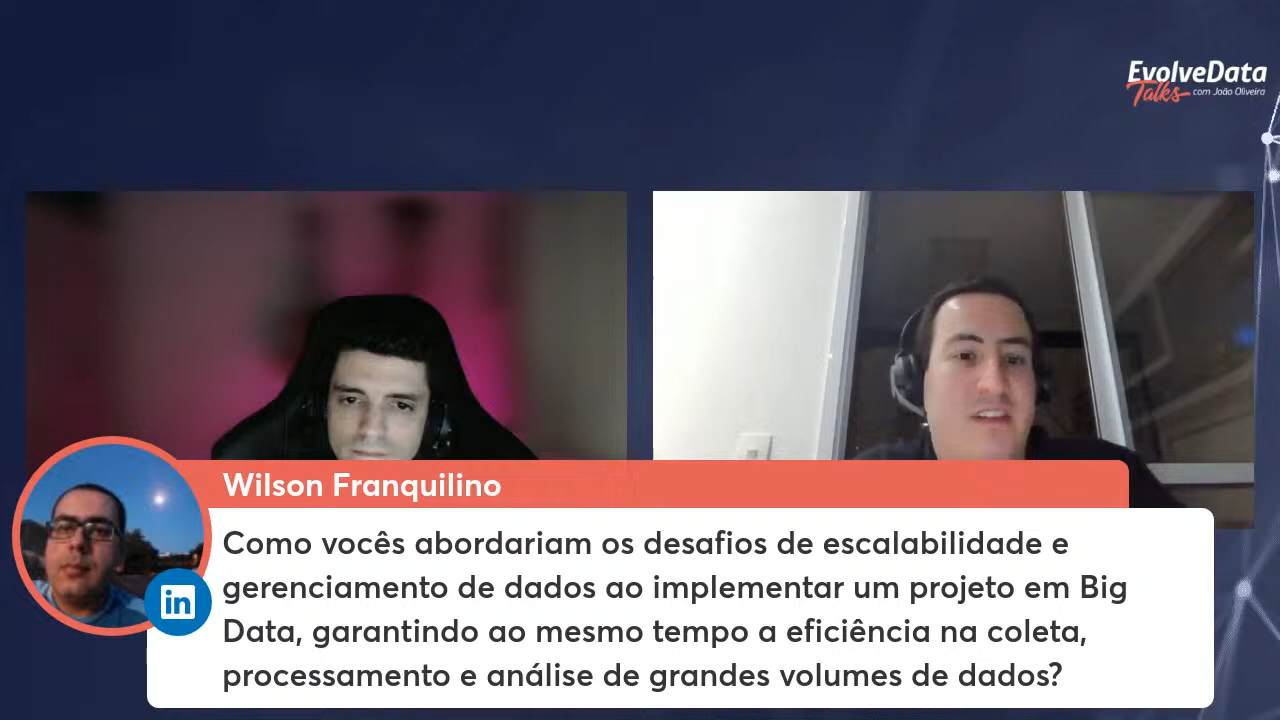 EvolveData
Talks com João Oliveira
Wilson Franquilino
Como vocês abordariam os desafios de escalabilidade e
gerenciamento de dados ao implementar um projeto em Big
Data, garantindo ao mesmo tempo a eficiência na coleta,
processamento e análise de grandes volumes de dados?
in